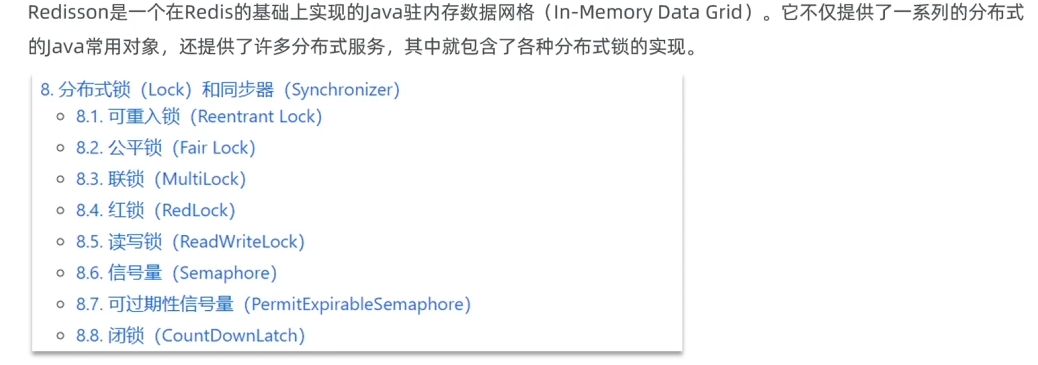 Redisson是一个在Redis的基础上实现的Java驻内存数据网格（In-Memory Data Grid）。它不仅提供了一系列的分布式
的Java常用对象，还提供了许多分布式服务，其中就包含了各种分布式锁的实现。
8. 分布式锁（Lock）和同步器（Synchronizer）
8.1. 可重入锁（Reentrant Lock）
8.2. 公平锁（Fair Lock）
8.3. 联锁（MultiLock）
8.4. 红锁（RedLock）
8.5. 读写锁（ReadWriteLock）
8.6. 信号量（Semaphore）
8.7. 可过期性信号量（PermitExpirableSemaphore）
8.8. 闭锁（CountDownLatch）